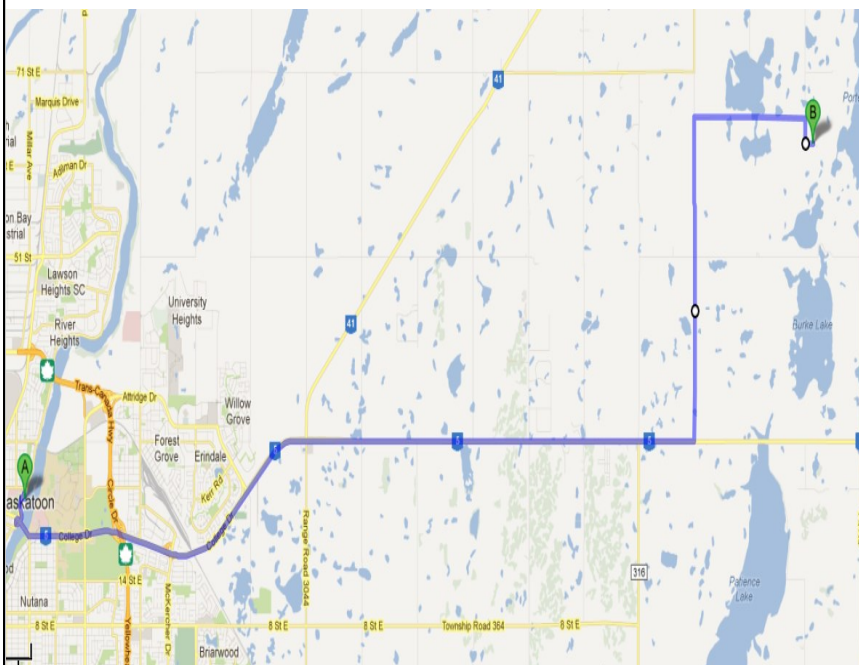 71 St E
Marquis Drive
Millar Ave
Adilman Dr
51 St
Lawson
Heights SC
River
Heights
University
Heights
41
41
B
Burke Lake
Willow
Grove
Trans-Canada Hwy
Attridge Dr
Forest
Grove
Erindale
Kerr Rd
Circle Dr
A
askatoon
5
College Dr
College Dr
5
5
5
14 St E
Range Road 3044
316
Patience
Lake
Nutana
8 St E
McKercher Dr
8 St E
8 St E
Township Road 364
8 St E
Briarwood